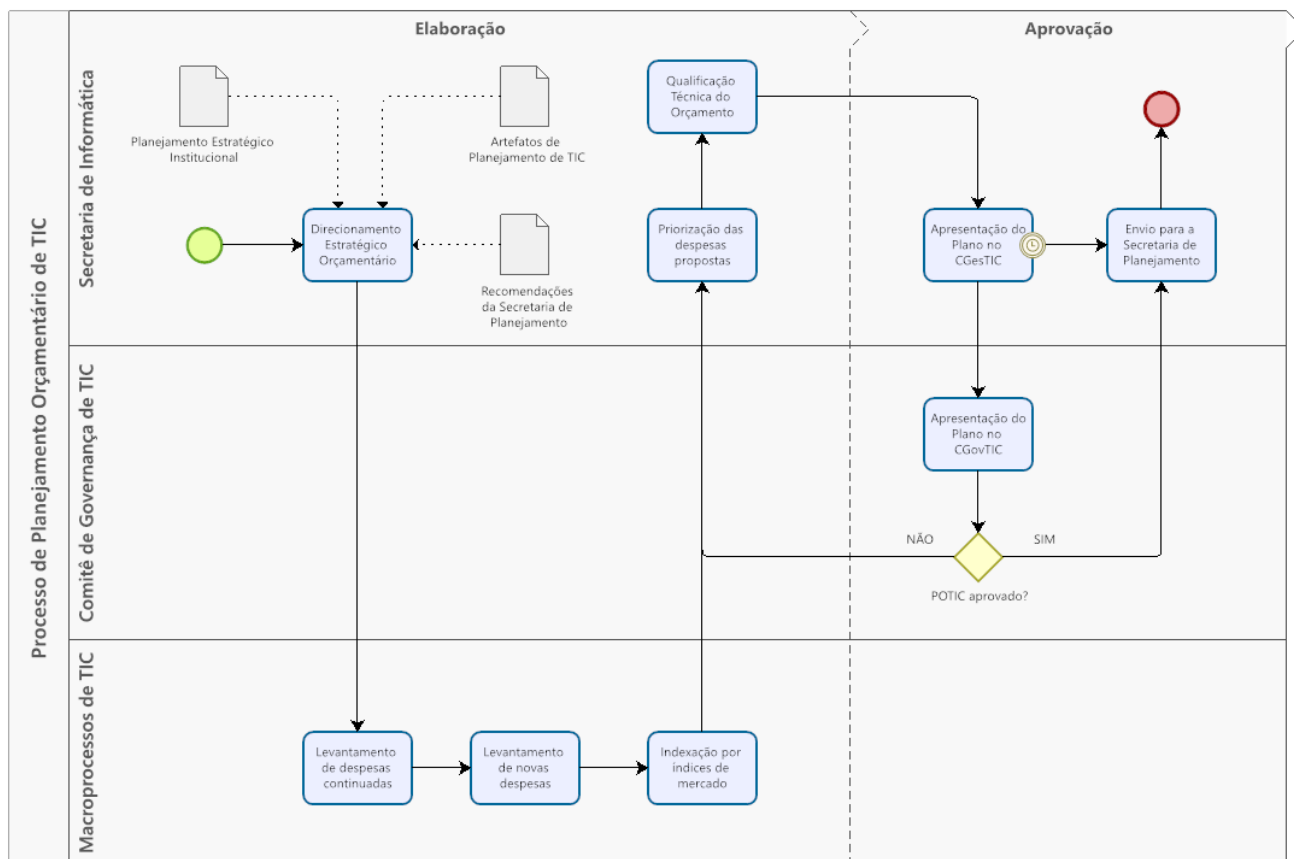 Processo de Planejamento Orçamentário de TIC
Elaboração
Aprovação
Secretaria de Informática
Planejamento Estratégico
Institucional
Artefatos de
Planejamento de TIC
Qualificação
Técnica do
Orçamento
Direcionamento
Estratégico
Orçamentário
Recomendações
da Secretaria de
Planejamento
Priorização das
despesas
propostas
Apresentação do
Plano no
CGesTIC
Envio para a
Secretaria de
Planejamento
Comitê de Governança de TIC
Apresentação do
Plano no
CGovTIC
NÃO
SIM
POTIC aprovado?
Macroprocessos de TIC
Levantamento
de despesas
continuadas
Levantamento
de novas
despesas
Indexação por
índices de
mercado